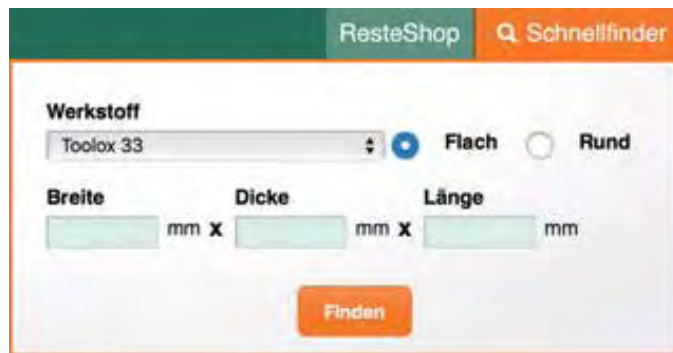 ResteShop Schnellfinder
Werkstoff
Toolox 33 Flach Rund
Breite Dicke Länge
mm x mm x mm
Finden